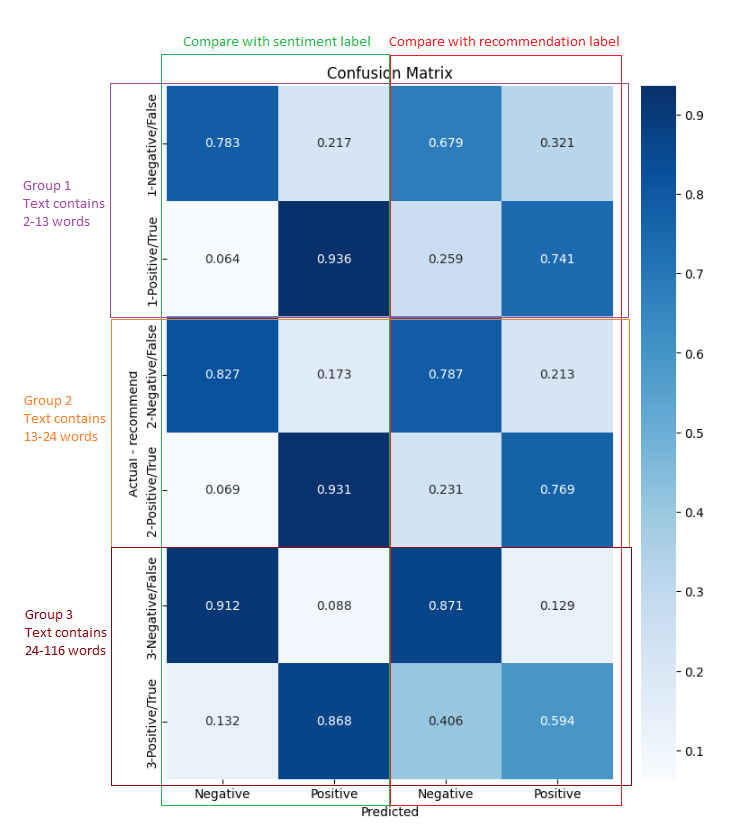 Compare with sentiment label
Compare with recommendation label
Confusion Matrix
Group 1
Text contains
2-13 words
1-Negative/False
0.783 0.217 0.679 0.321
1-Positive/True
0.064 0.936 0.259 0.741
Group 2
Text contains
13-24 words
Actual - recommend
2-Negative/False
0.827 0.173 0.787 0.213
2-Positive/True
0.069 0.931 0.231 0.769
Group 3
Text contains
24-116 words
3-Negative/False
0.912 0.088 0.871 0.129
3-Positive/True
0.132 0.868 0.406 0.594
Negative Positive Negative Positive
Predicted
0.9
0.8
0.7
0.6
0.5
0.4
0.3
0.2
0.1